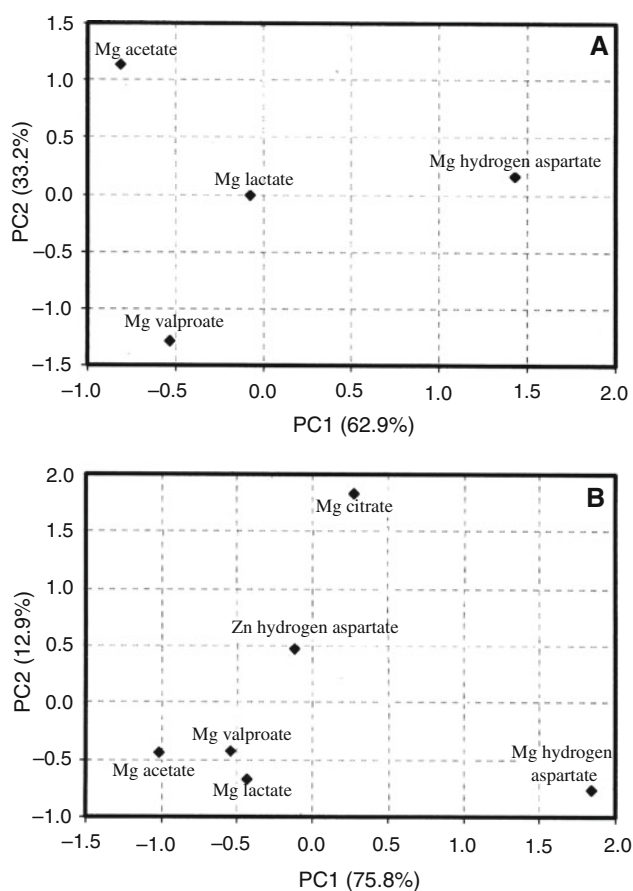 A
1.5
Mg acetate
1.0
0.5
Mg hydrogen aspartate
Mg lactate
0.0
−0.5
Mg valproate
−1.0
−1.5
PC2 (33.2%)
−1.0 −0.5 0.0 0.5 1.0 1.5 2.0
PC1 (62.9%)
B
2.0
Mg citrate
1.5
1.0
Zn hydrogen aspartate
0.5
0.0
Mg valproate
Mg hydrogen
aspartate
−0.5
Mg acetate
Mg lactate
−1.0
PC2 (12.9%)
−1.5 −1.0 −0.5 0.0 0.5 1.0 1.5 2.0
PC1 (75.8%)